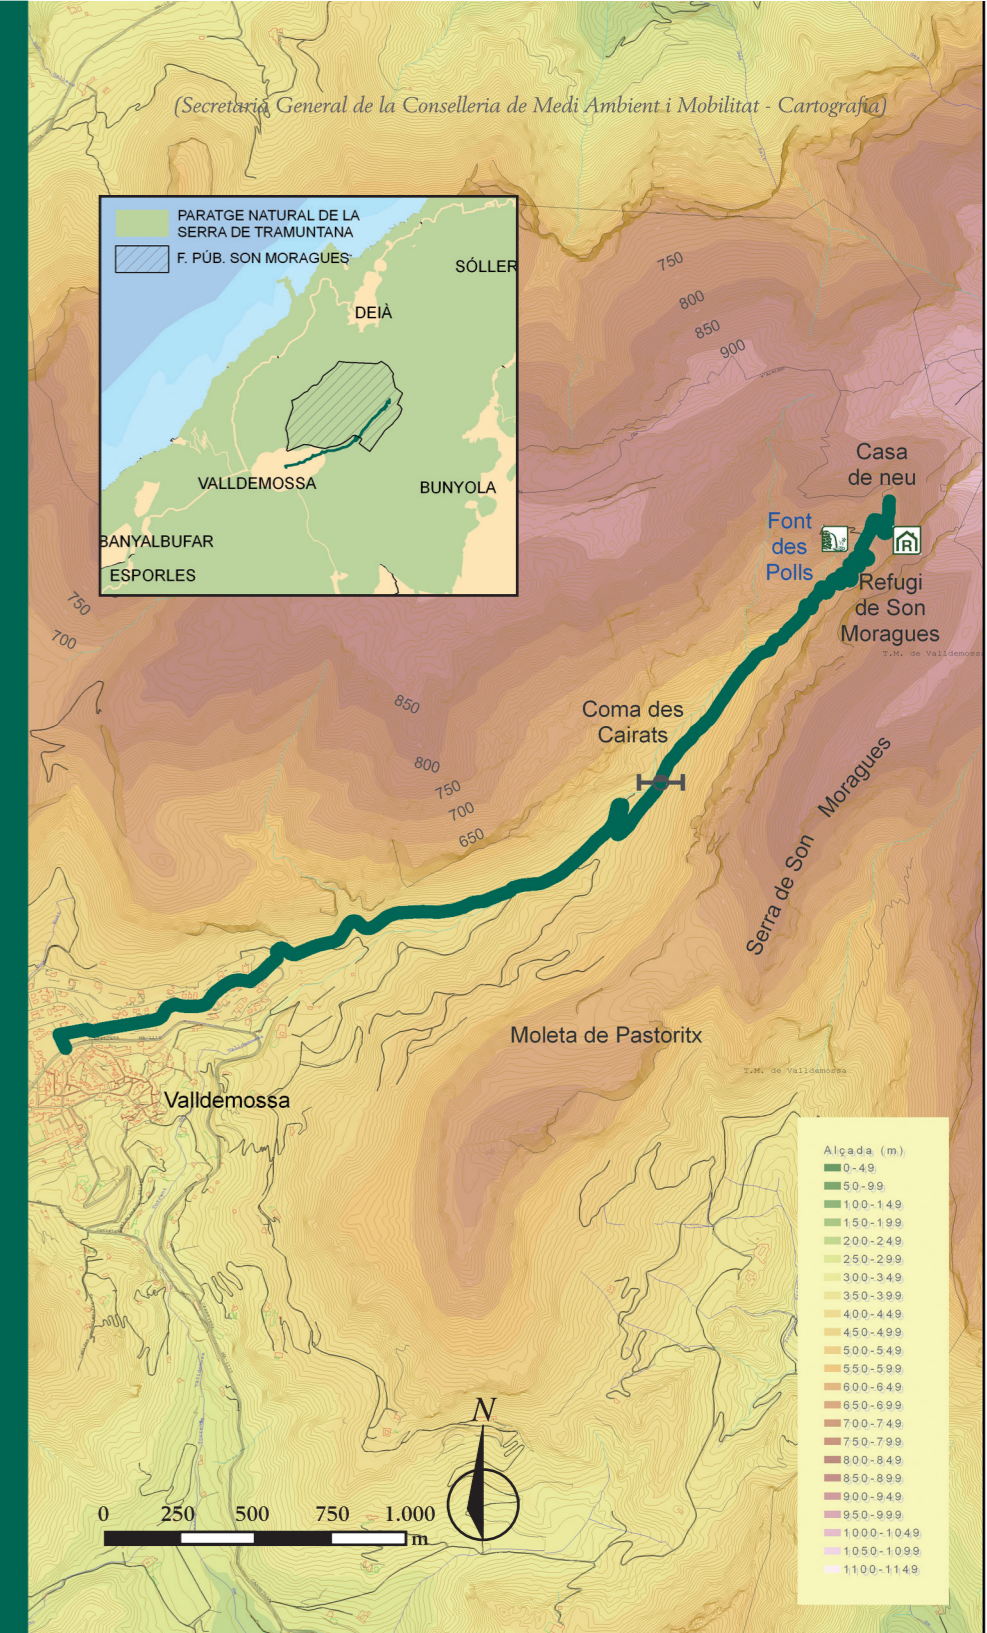 (Secretaria General de la Conselleria de Medi Ambient i Mobilitat - Cartografia)
PARATGE NATURAL DE LA
SERRA DE TRAMUNTANA
F. PÚB. SON MORAGUES
SÓLLER
DEIÀ
VALLDEMOSSA
BUNYOLA
BANYALBUFAR
ESPORLES
750
800
850
900
Casa
de neu
Font
des
Polls
R
Refugi
de Son
Moragues
T.M. de Valldemossa
750
700
850
800
750
700
650
Coma des
Cairats
Serra de Son Moragues
Moleta de Pastoritx
T.M. de Valldemossa
Valldemossa
Alçada (m)
0-49
50-99
100-149
150-199
200-249
250-299
300-349
350-399
400-449
450-499
500-549
550-599
600-649
650-699
700-749
750-799
800-849
850-899
900-949
950-999
1000-1049
1050-1099
1100-1149
N
0 250 500 750 1.000
m